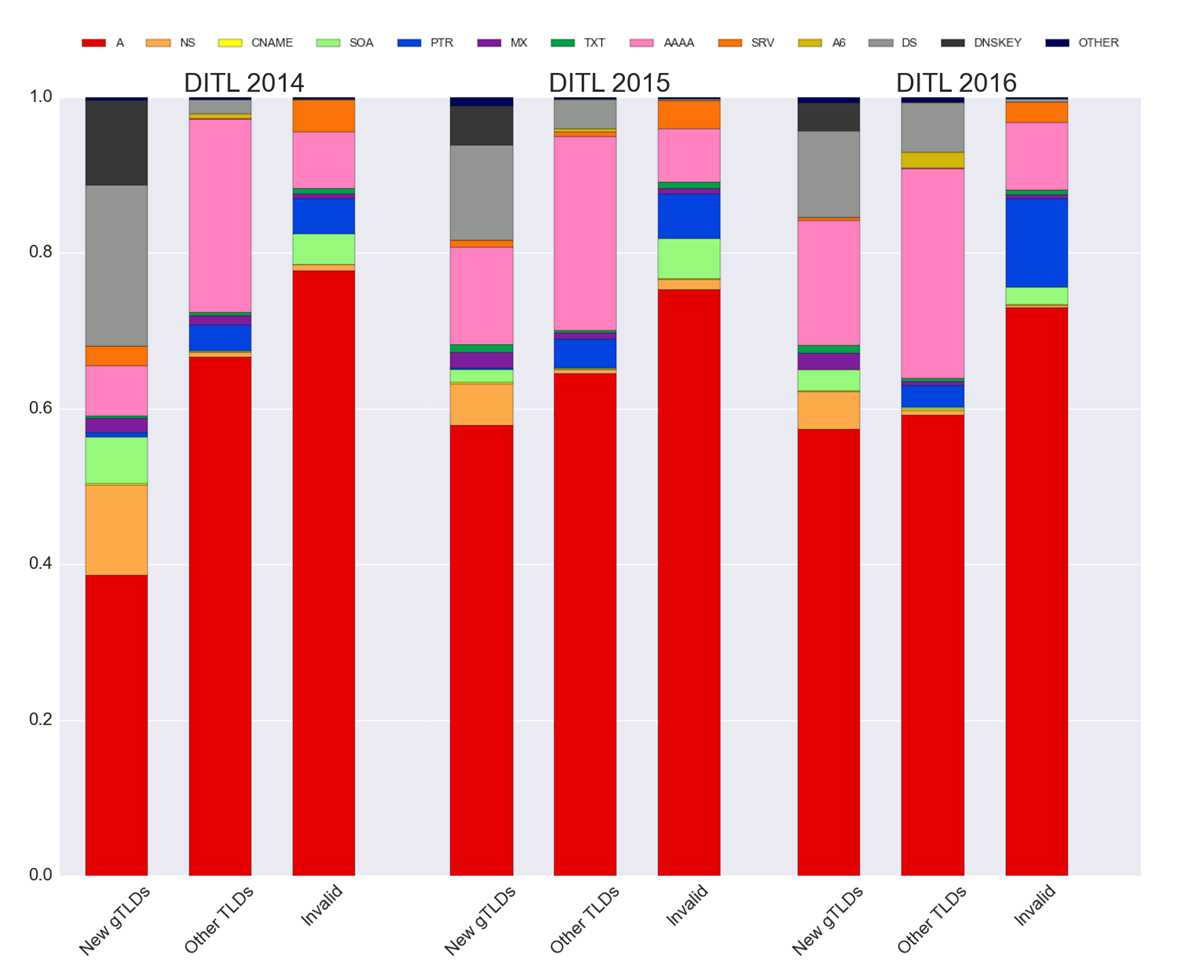 A NS CNAME SOA PTR MX TXT AAAA SRV A6 DS DNSKEY OTHER
DITL 2014 DITL 2015 DITL 2016
1.0
0.8
0.6
0.4
0.2
0.0
New gTLDs Other TLDs Invalid New gTLDs Other TLDs Invalid New gTLDs Other TLDs Invalid